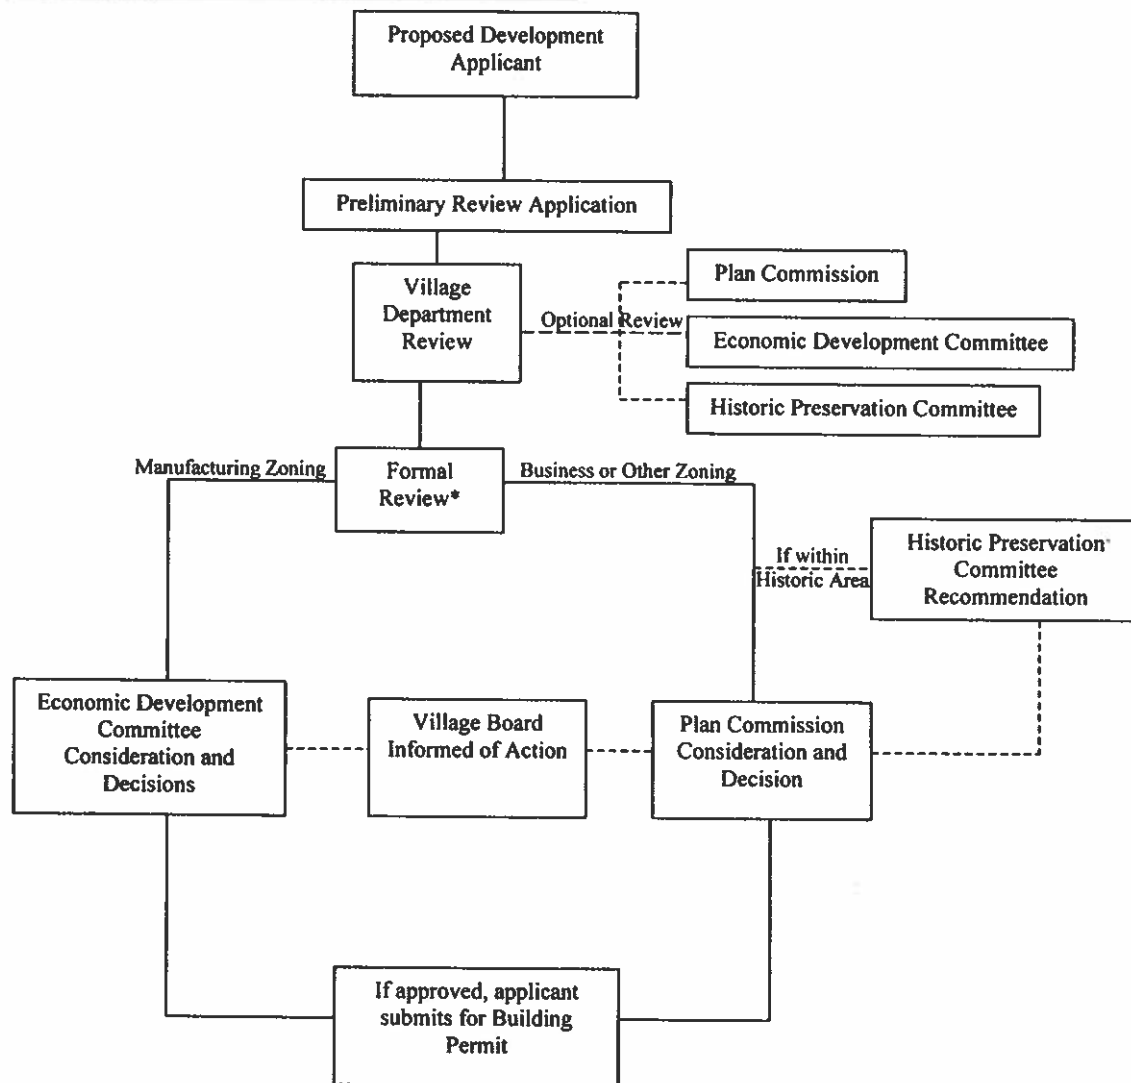 Proposed Development
Applicant
Preliminary Review Application
Village
Department
Review
Optional Review
Plan Commission
Economic Development Committee
Historic Preservation Committee
Manufacturing Zoning
Formal
Review*
Business or Other Zoning
If within
Historic Area
Historic Preservation
Committee
Recommendation
Economic Development
Committee
Consideration and
Decisions
Village Board
Informed of Action
Plan Commission
Consideration and
Decision
If approved, applicant
submits for Building
Permit